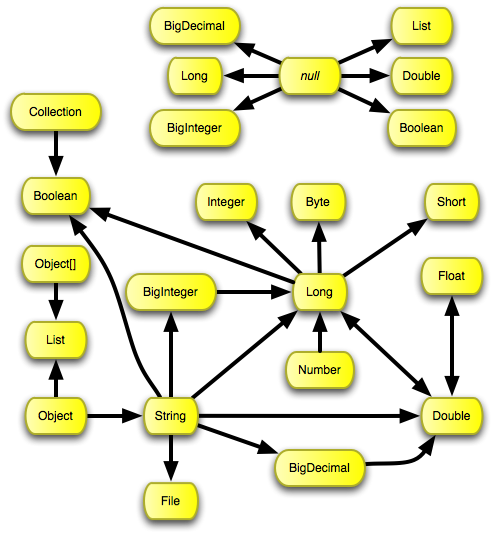 BigDecimal
List
Long
null
Double
BigInteger
Boolean
Collection
Boolean
Integer
Byte
Short
Object[]
BigInteger
Long
Float
List
Number
Object
String
Double
BigDecimal
File